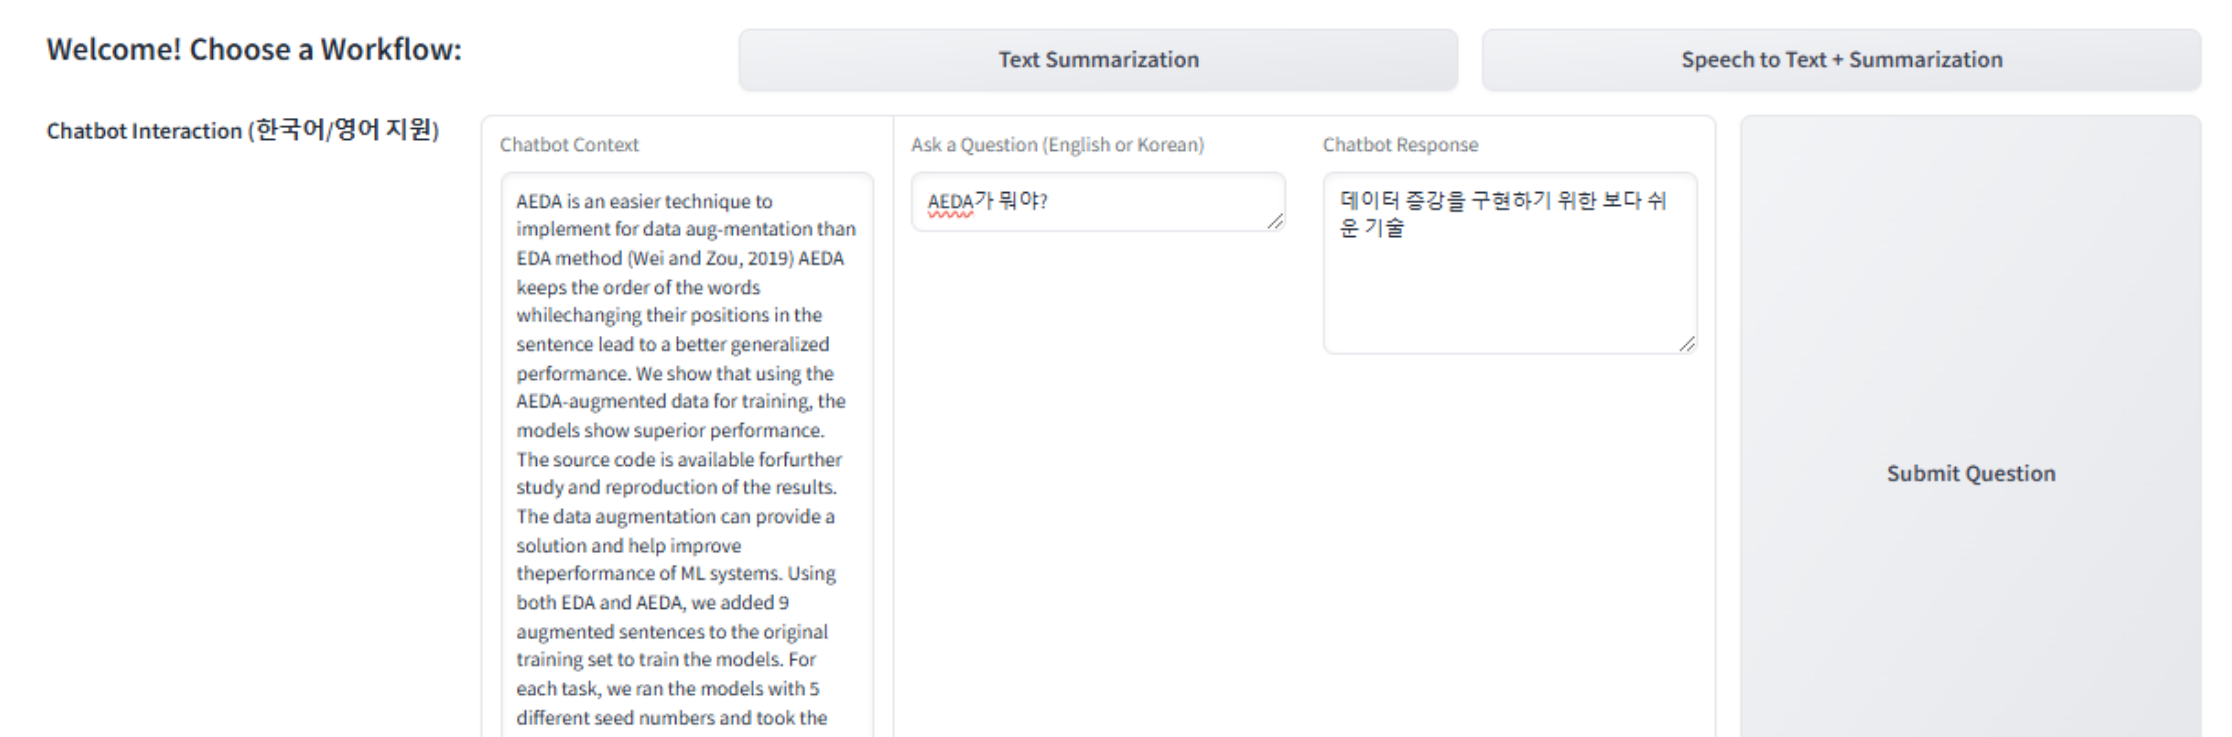 Welcome! Choose a Workflow:
Text Summarization
Speech to Text + Summarization
Chatbot Interaction (한국어/영어 지원)
Chatbot Context
AEDA is an easier technique to
implement for data aug-mentation than
EDA method (Wei and Zou, 2019) AEDA
keeps the order of the words
whilechanging their positions in the
sentence lead to a better generalized
performance. We show that using the
AEDA-augmented data for training, the
models show superior performance.
The source code is available forfurther
study and reproduction of the results.
The data augmentation can provide a
solution and help improve
theperformance of ML systems. Using
both EDA and AEDA, we added 9
augmented sentences to the original
training set to train the models. For
each task, we ran the models with 5
different seed numbers and took the
Ask a Question (English or Korean)
AEDA가 뭐야?
Chatbot Response
데이터 증강을 구현하기 위한 보다 쉬
운 기술
Submit Question